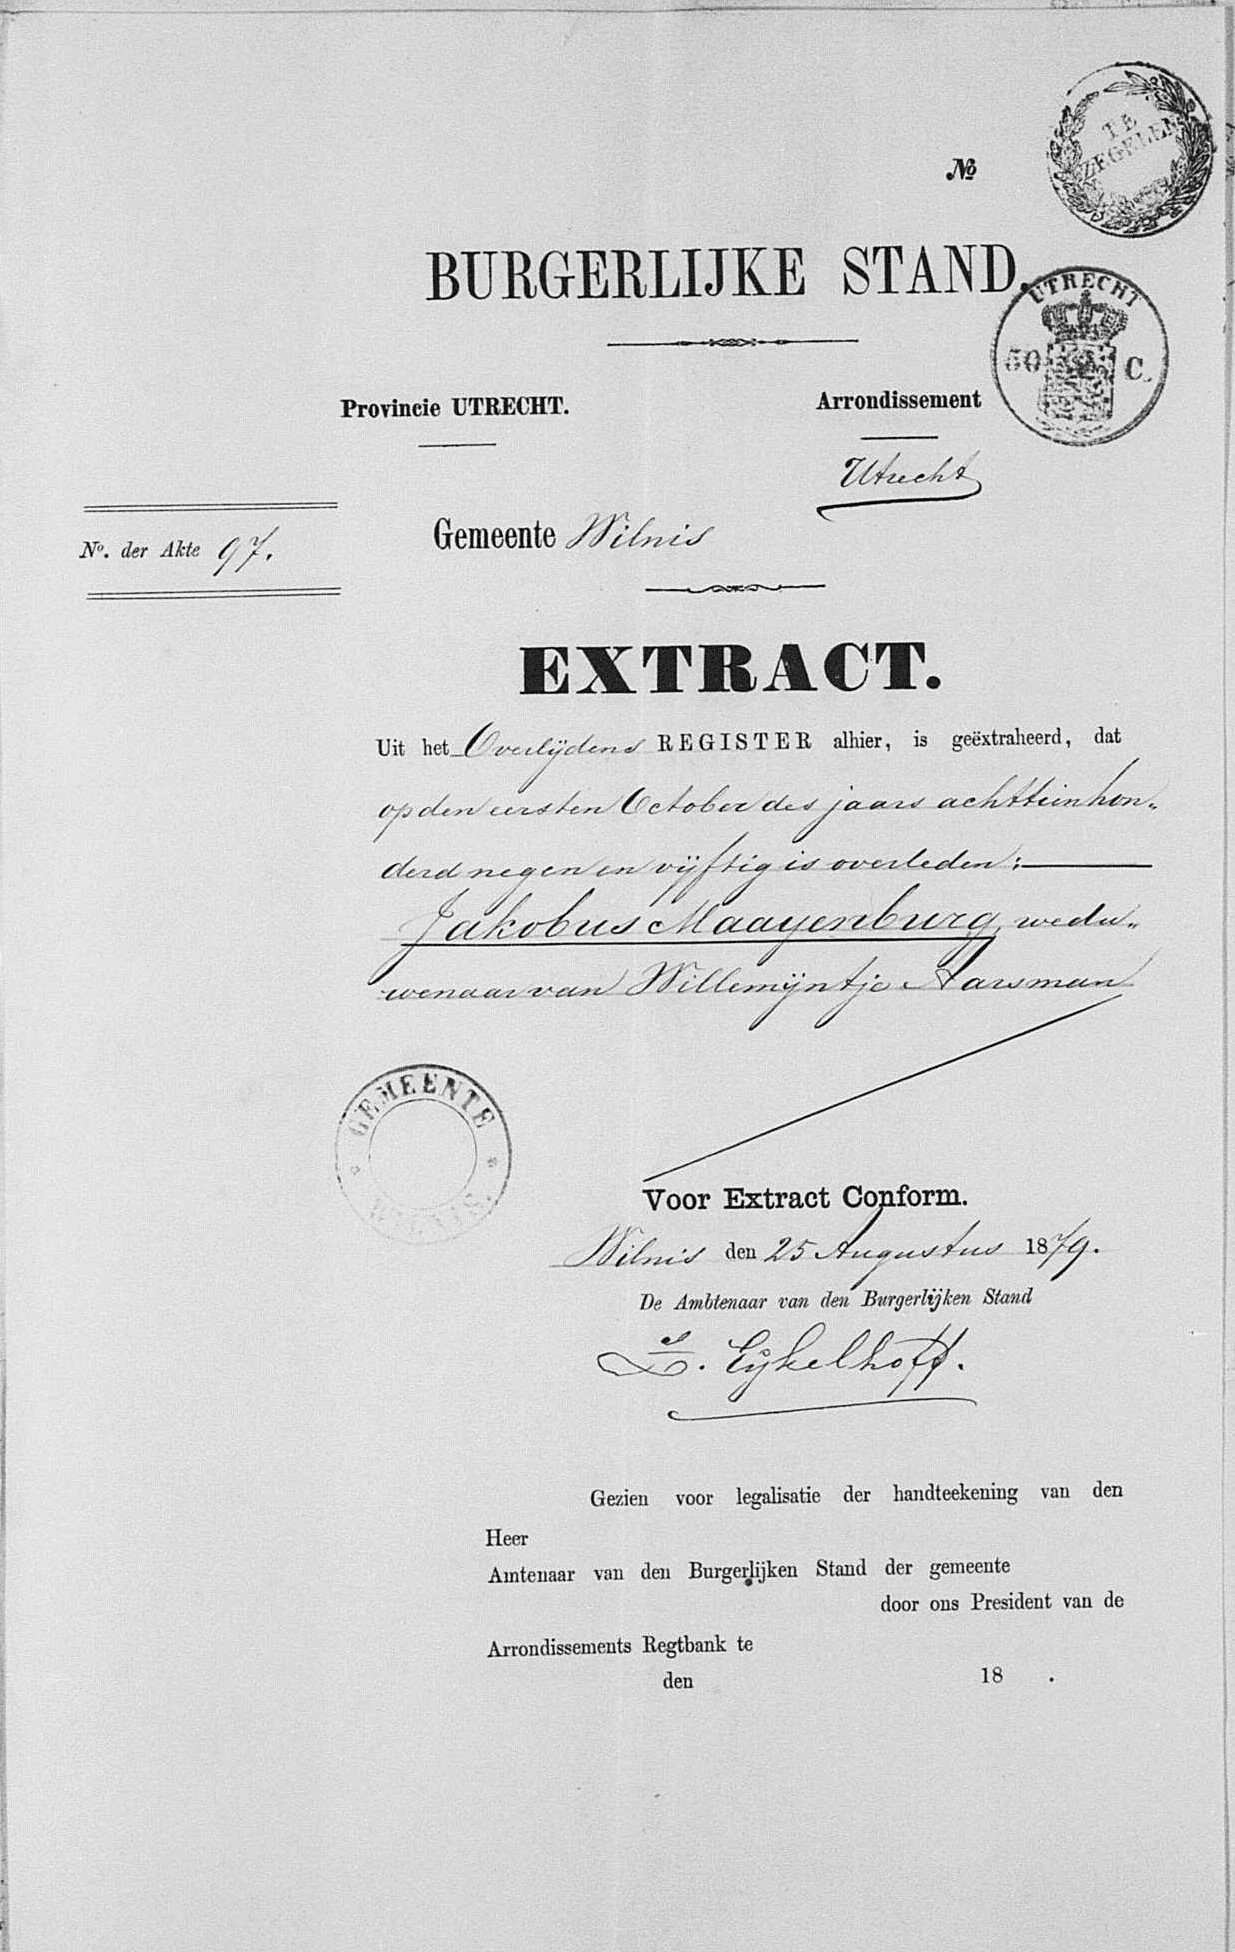 TE
ZEGELEN
№
BURGERLIJKE STAND.
UTRECHT
50 C.
Provincie UTRECHT.
Arrondissement
Utrecht
No. der Akte 97.
Gemeente Wilnis
EXTRACT.
Uit het Overlijdens REGISTER alhier, is geëxtraheerd, dat
op den eersten October des jaars achttienhon„
derd negen en vijftig is overleden:
Jakobus Maayenburg, wedu„
wenaar van Willemijntje Aarsman
GEMEENTE
WILNIS.
Voor Extract Conform.
Wilnis den 25 Augustus 1879.
De Ambtenaar van den Burgerlijken Stand
Eijkelhoff.
Gezien voor legalisatie der handteekening van den
Heer
Amtenaar van den Burgerlijken Stand der gemeente
door ons President van de
Arrondissements Regtbank te
den 18 .